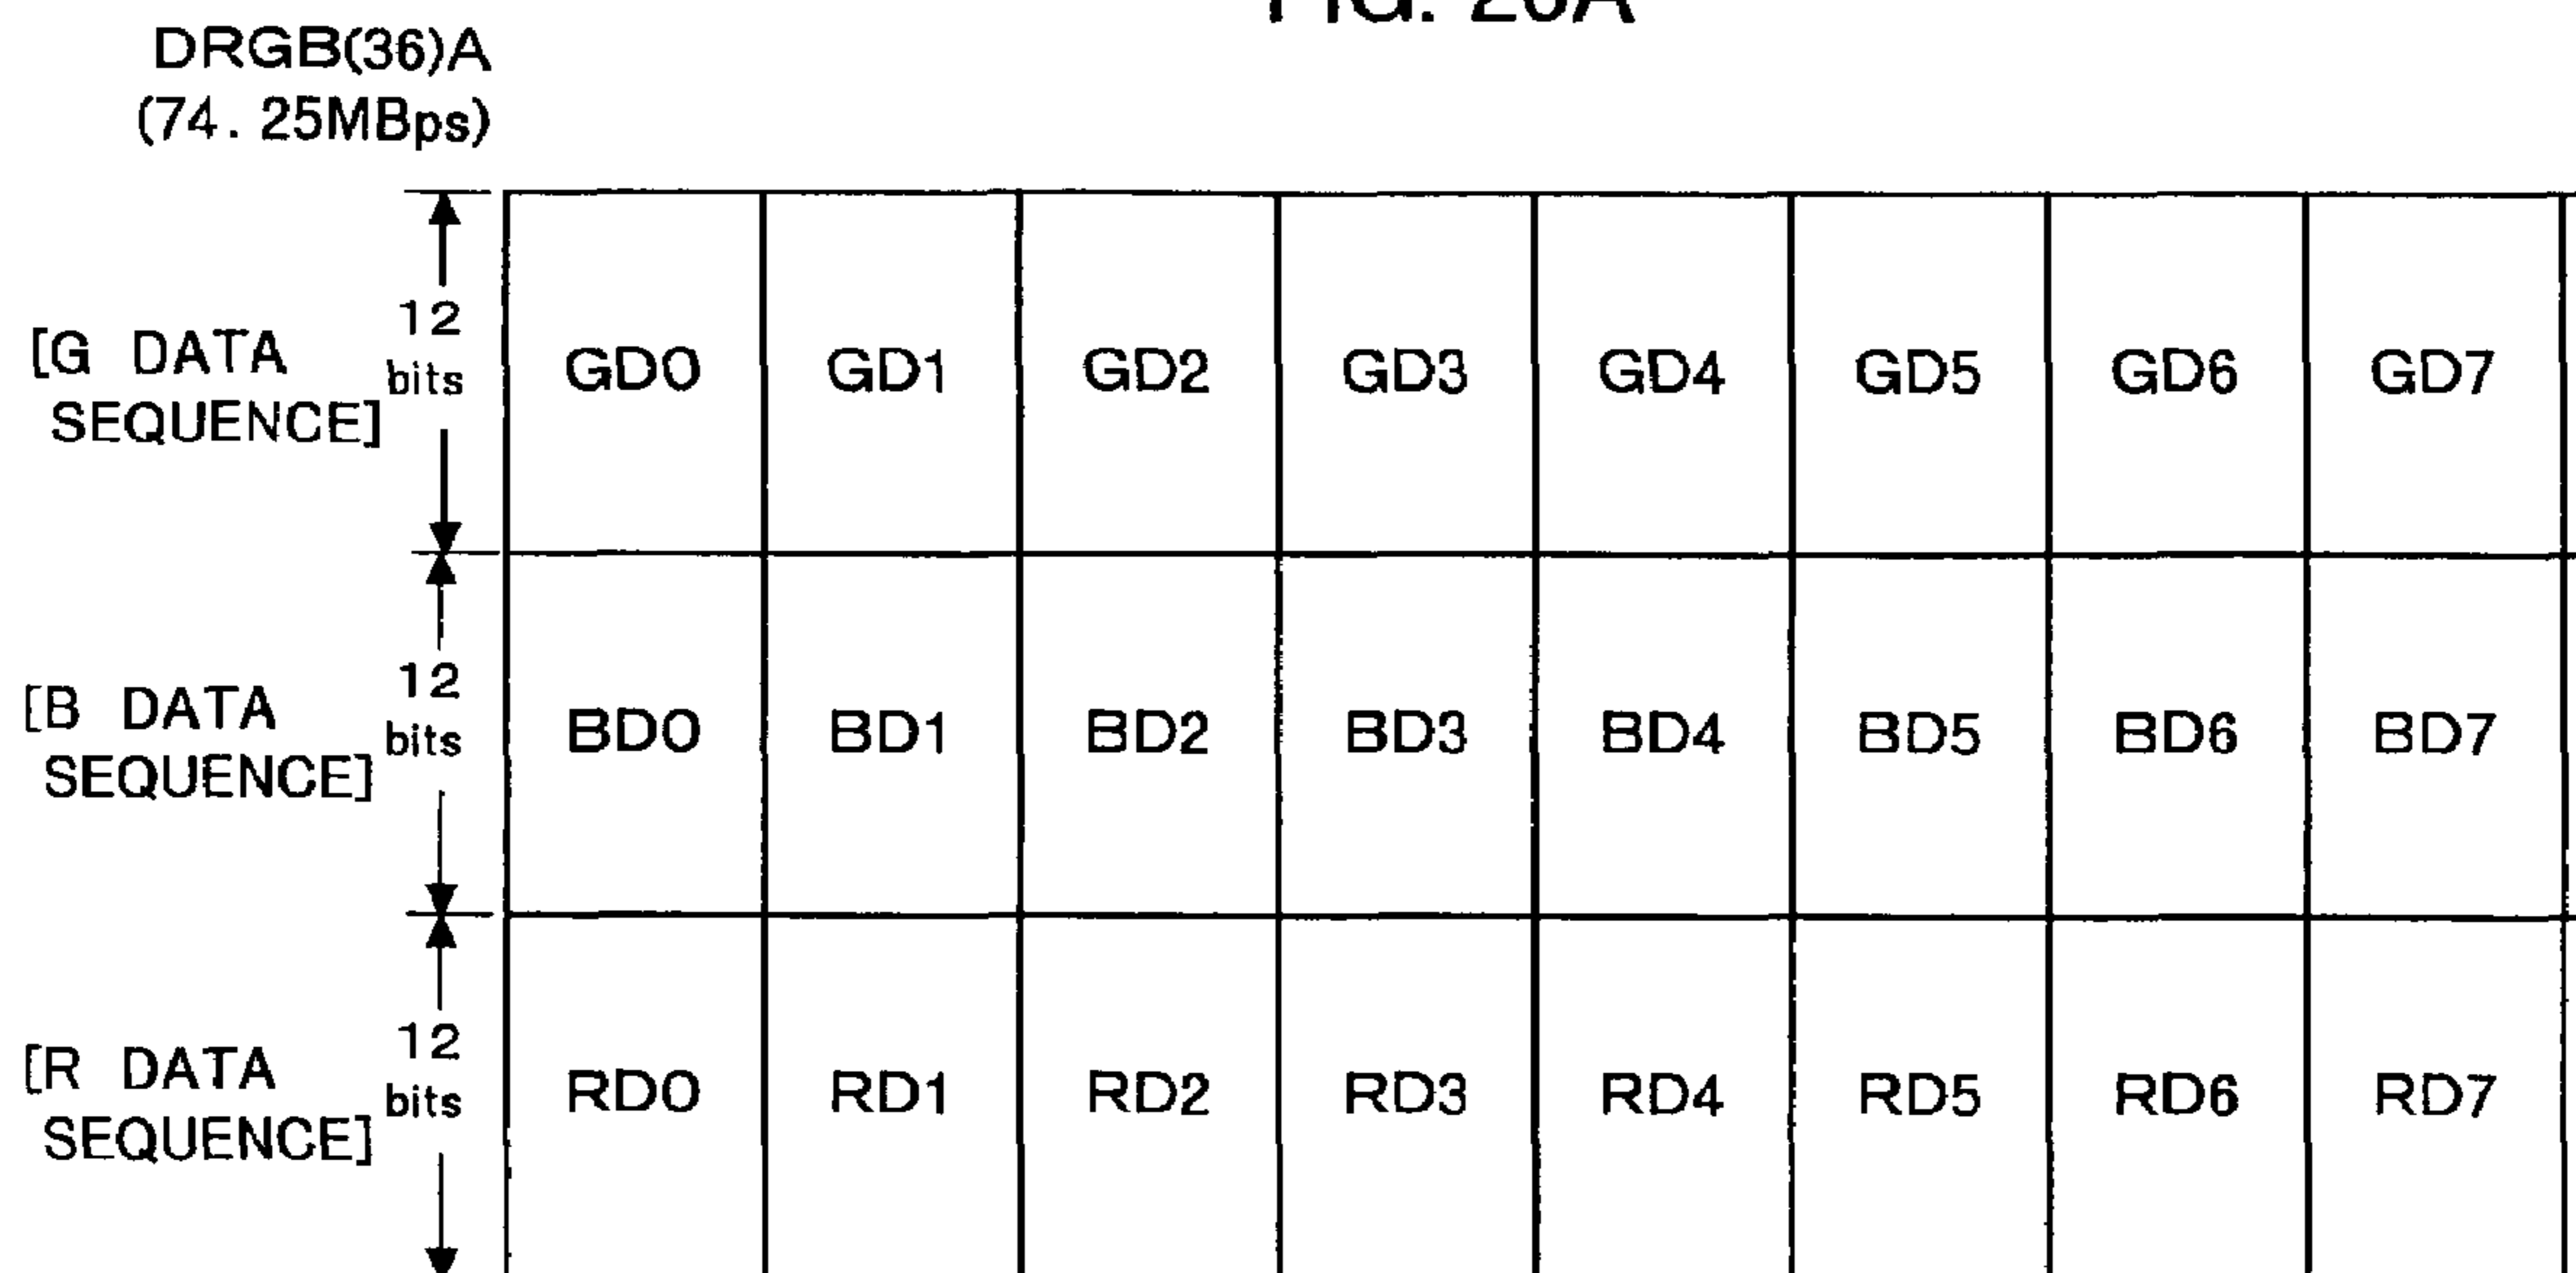 FIG. 26A
DRGB(36)A
(74. 25MBps)
[G DATA
SEQUENCE]
12
bits
GD0 GD1 GD2 GD3 GD4 GD5 GD6 GD7
[B DATA
SEQUENCE]
12
bits
BD0 BD1 BD2 BD3 BD4 BD5 BD6 BD7
[R DATA
SEQUENCE]
12
bits
RD0 RD1 RD2 RD3 RD4 RD5 RD6 RD7